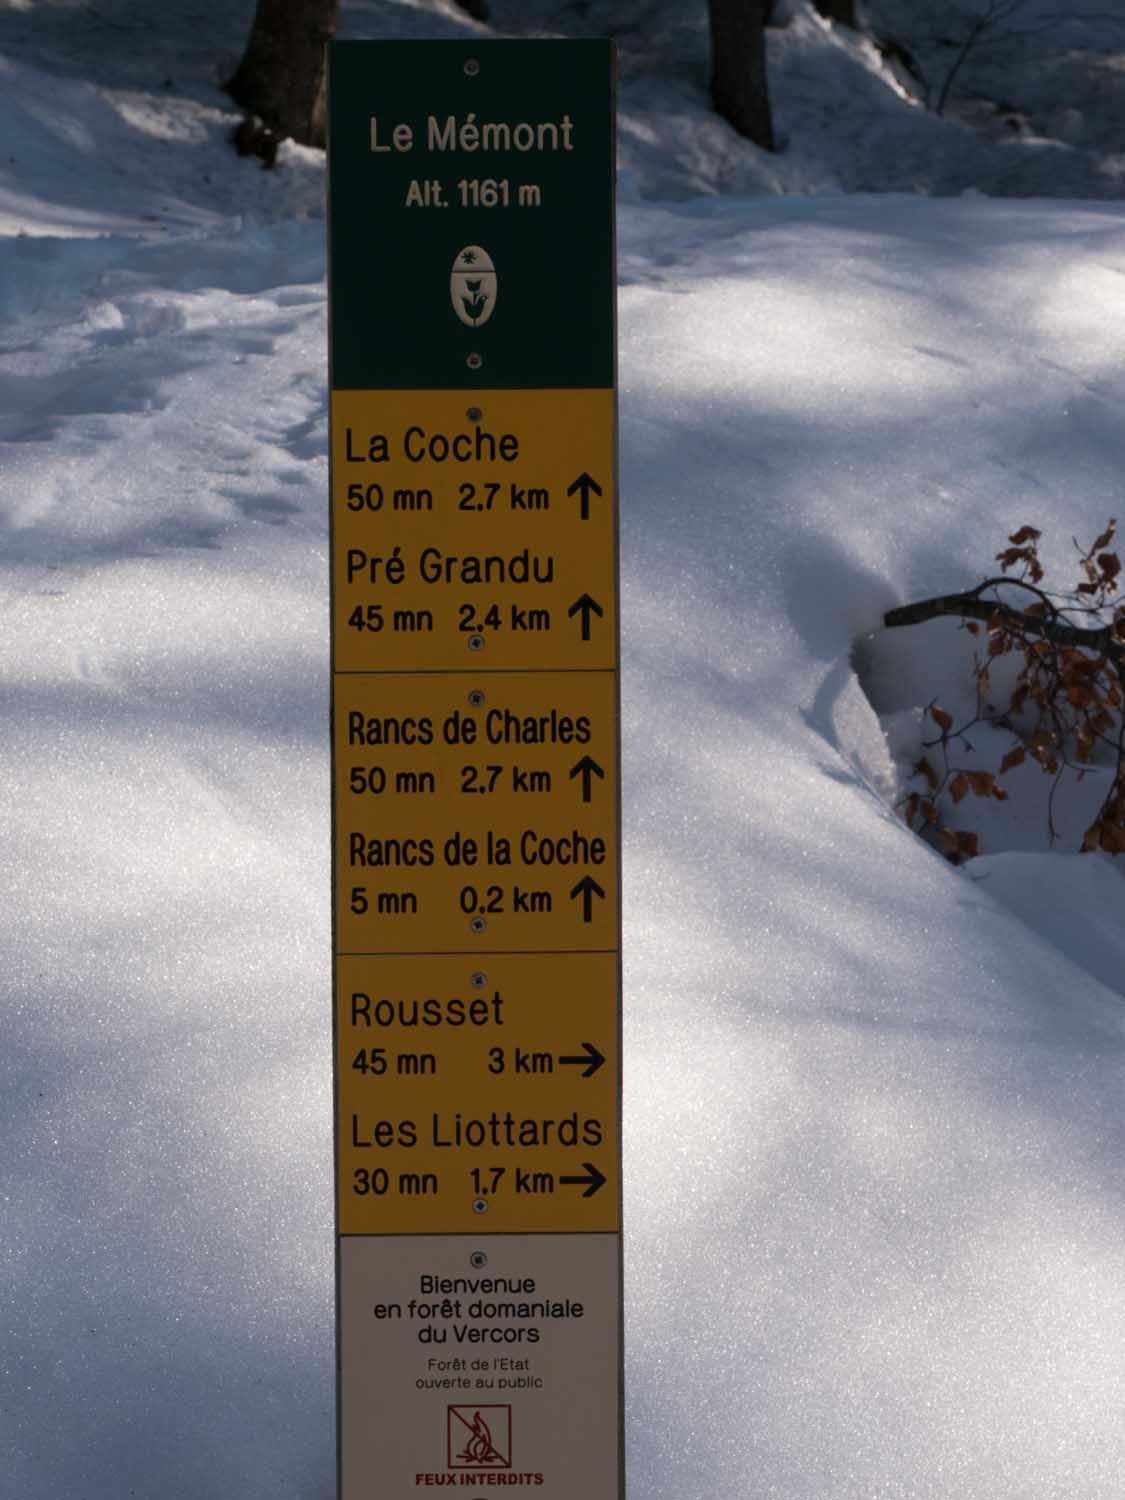 Le Mémont
Alt. 1161 m
La Coche
50 mn 2.7 km ↑
Pré Grandu
45 mn 2.4 km ↑
Rancs de Charles
50 mn 2.7 km ↑
Rancs de la Coche
5 mn 0.2 km ↑
Rousset
45 mn 3 km →
Les Liottards
30 mn 1.7 km →
Bienvenue
en forêt domaniale
du Vercors
Forêt de l'Etat
ouverte au public
FEUX INTERDITS